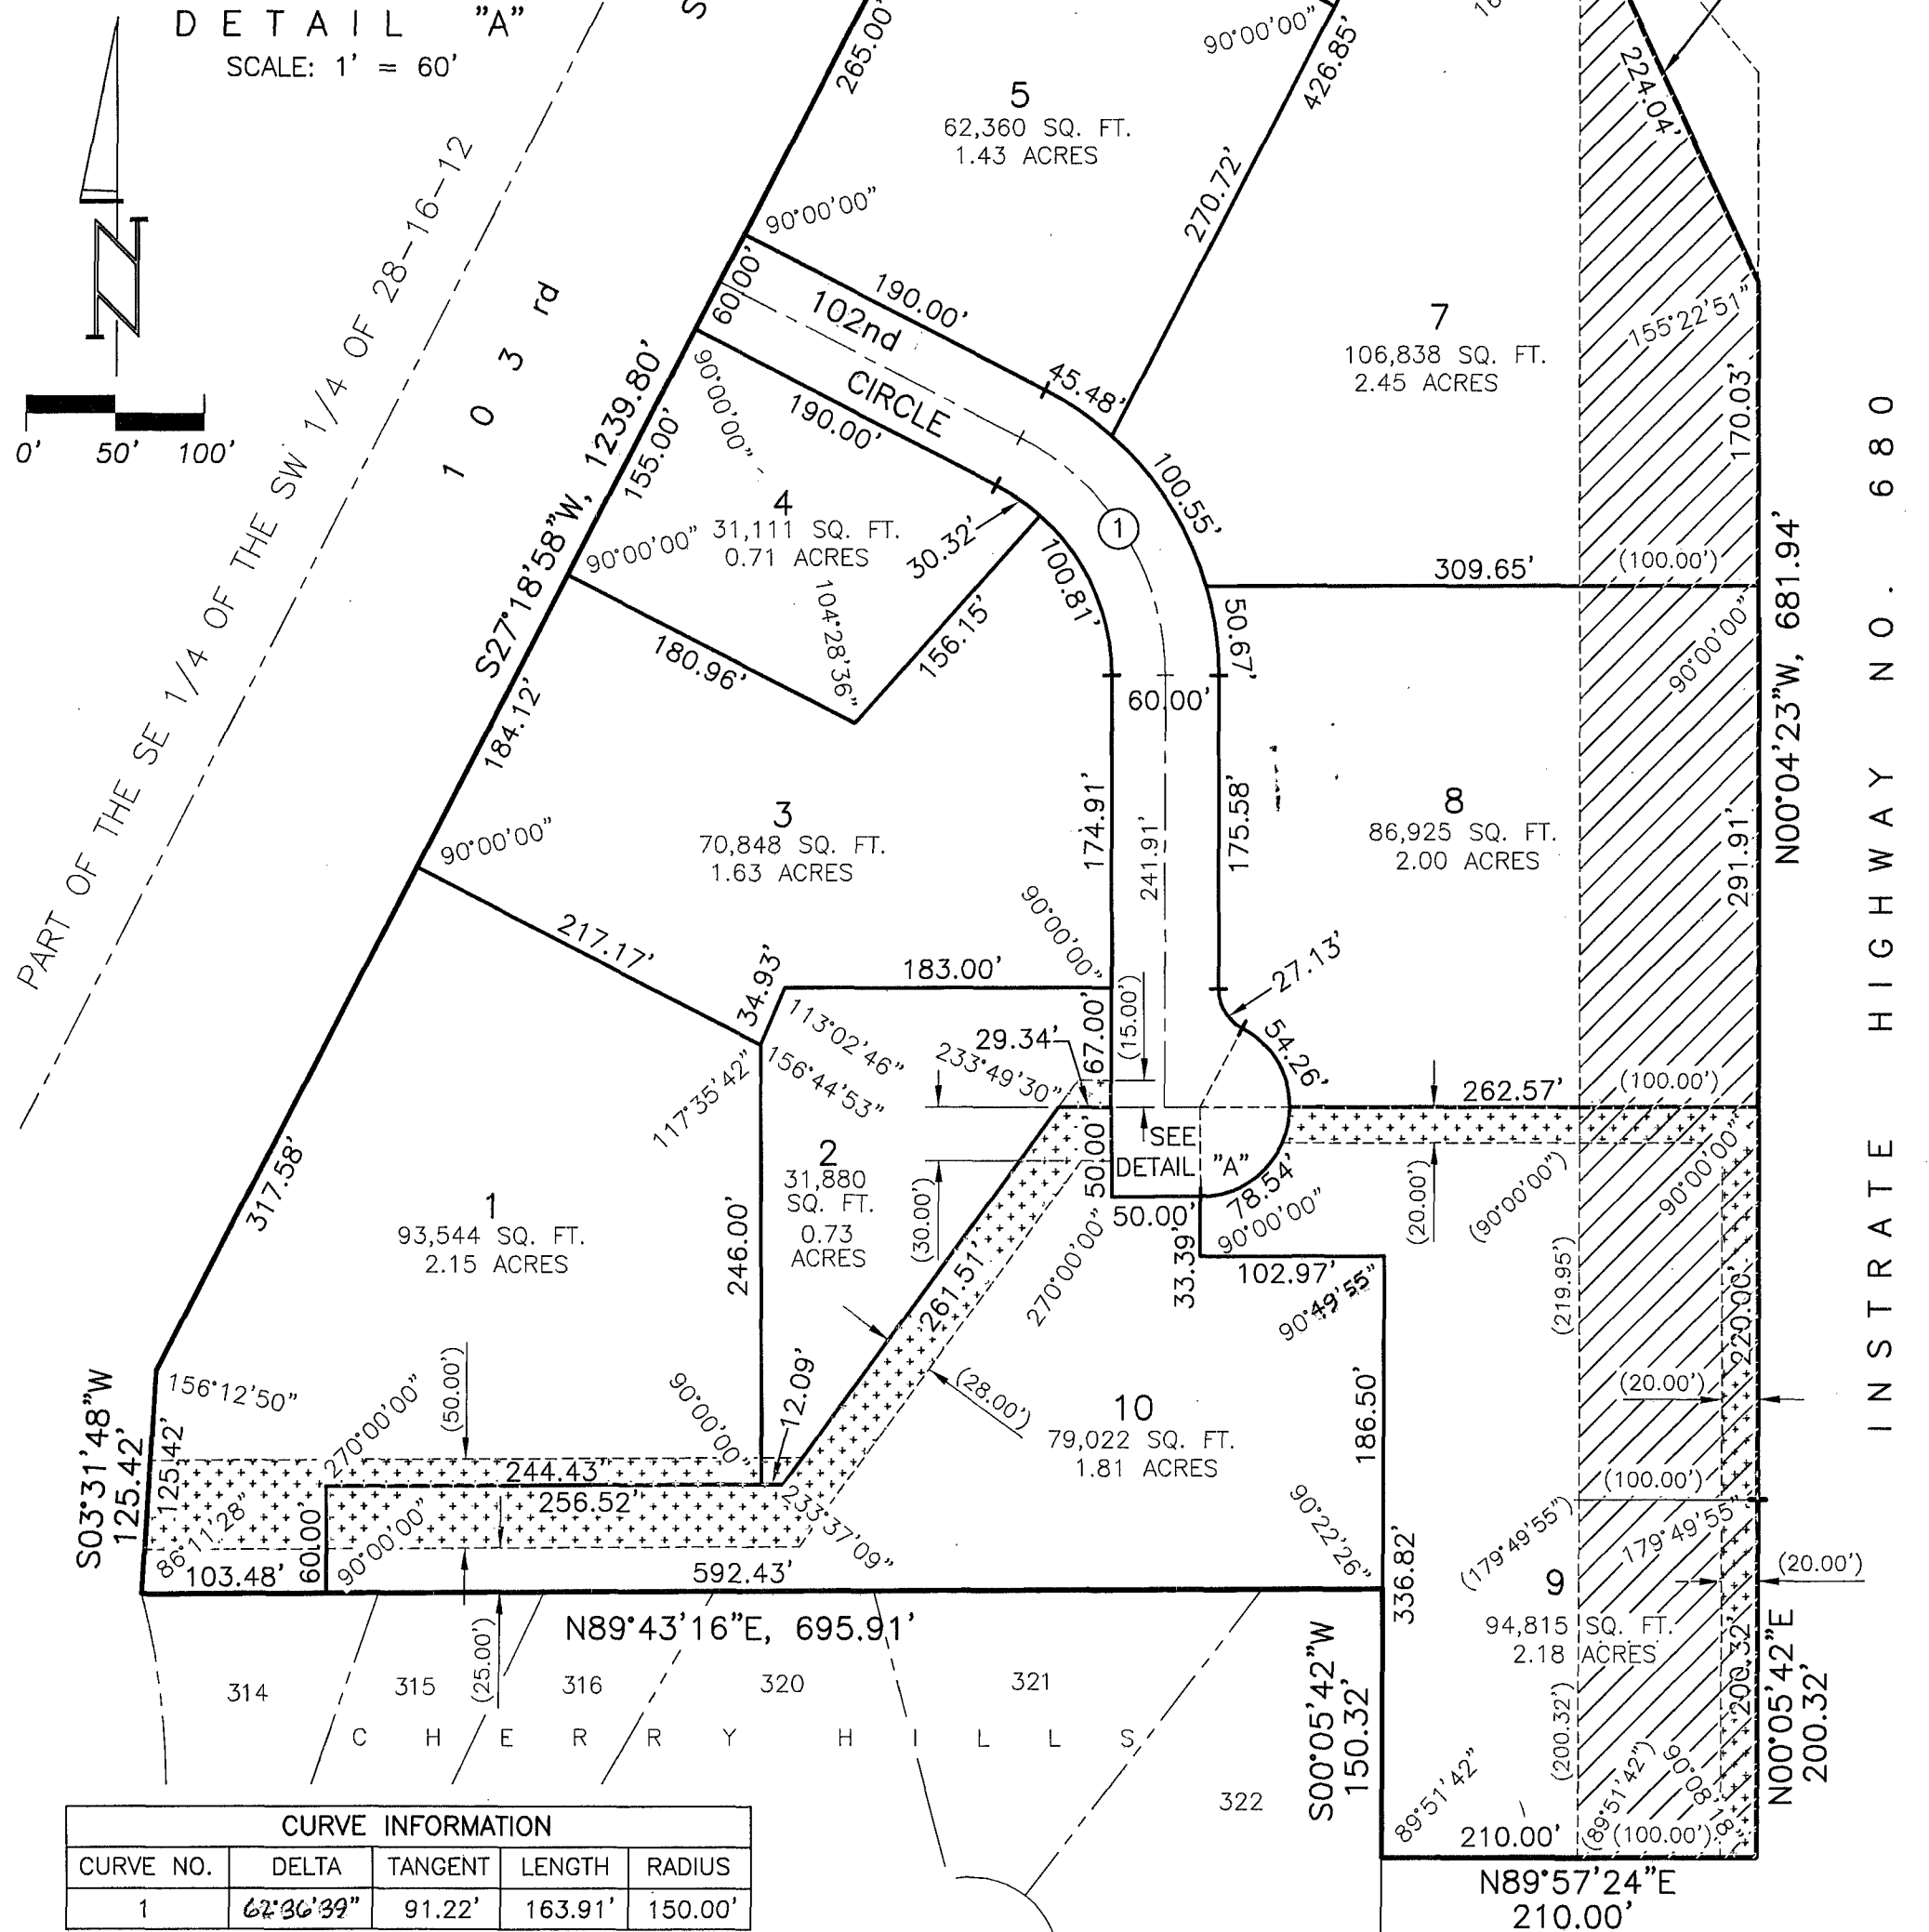 DETAIL "A"
SCALE: 1' = 60'
0' 50' 100'
PART OF THE SE 1/4 OF THE SW 1/4 OF 28-16-12
103rd
S
265.00'
90°00'00"
426.85'
16
224.04'
5
62,360 SQ. FT.
1.43 ACRES
90°00'00"
270.72'
60.00'
190.00'
102nd
CIRCLE
45.48'
7
106,838 SQ. FT.
2.45 ACRES
155°22'51"
170.03'
S27°18'58"W, 1239.80'
155.00'
90°00'00"
190.00'
4
31,111 SQ. FT.
0.71 ACRES
90°00'00"
30.32'
100.55'
1
100.81'
309.65'
(100.00')
104°28'36"
180.96'
156.15'
50.67'
60.00'
90°00'00"
N00°04'23"W, 681.94'
INSTRATE HIGHWAY NO. 680
184.12'
3
70,848 SQ. FT.
1.63 ACRES
90°00'00"
174.91'
241.91'
175.58'
8
86,925 SQ. FT.
2.00 ACRES
291.91'
217.17'
34.93'
183.00'
90°00'00"
27.13'
113°02'46"
156°44'53"
117°35'42"
29.34'
233°49'30"
67.00'
(15.00')
54.26'
262.57'
(100.00')
SEE
DETAIL "A"
50.00'
50.00'
78.54'
90°00'00"
(20.00')
(90°00'00")
90°00'00"
317.58'
1
93,544 SQ. FT.
2.15 ACRES
246.00'
2
31,880
SQ. FT.
0.73
ACRES
(30.00')
261.51'
270°00'00"
33.39'
102.97'
90°49'55"
(219.95')
220.00'
S03°31'48"W
125.42'
156°12'50"
125.42'
270°00'00"
(50.00')
90°00'00"
12.09'
(28.00')
10
79,022 SQ. FT.
1.81 ACRES
186.50'
(20.00')
(100.00')
244.43'
256.52'
86°11'28"
103.48'
60.00'
90°00'00"
592.43'
233°37'09"
90°22'26"
336.82'
(179°49'55")
179°49'55"
(20.00')
9
94,815 SQ. FT.
2.18 ACRES
200.32'
N89°43'16"E, 695.91'
(25.00')
314
315
316
320
321
322
CHERRY HILLS
S00°05'42"W
150.32'
89°51'42"
(200.32')
(89°51'42")
90°08'18"
N00°05'42"E
200.32'
210.00'
(100.00')
N89°57'24"E
210.00'
CURVE INFORMATION
CURVE NO. DELTA TANGENT LENGTH RADIUS
1 62°36'39" 91.22' 163.91' 150.00'